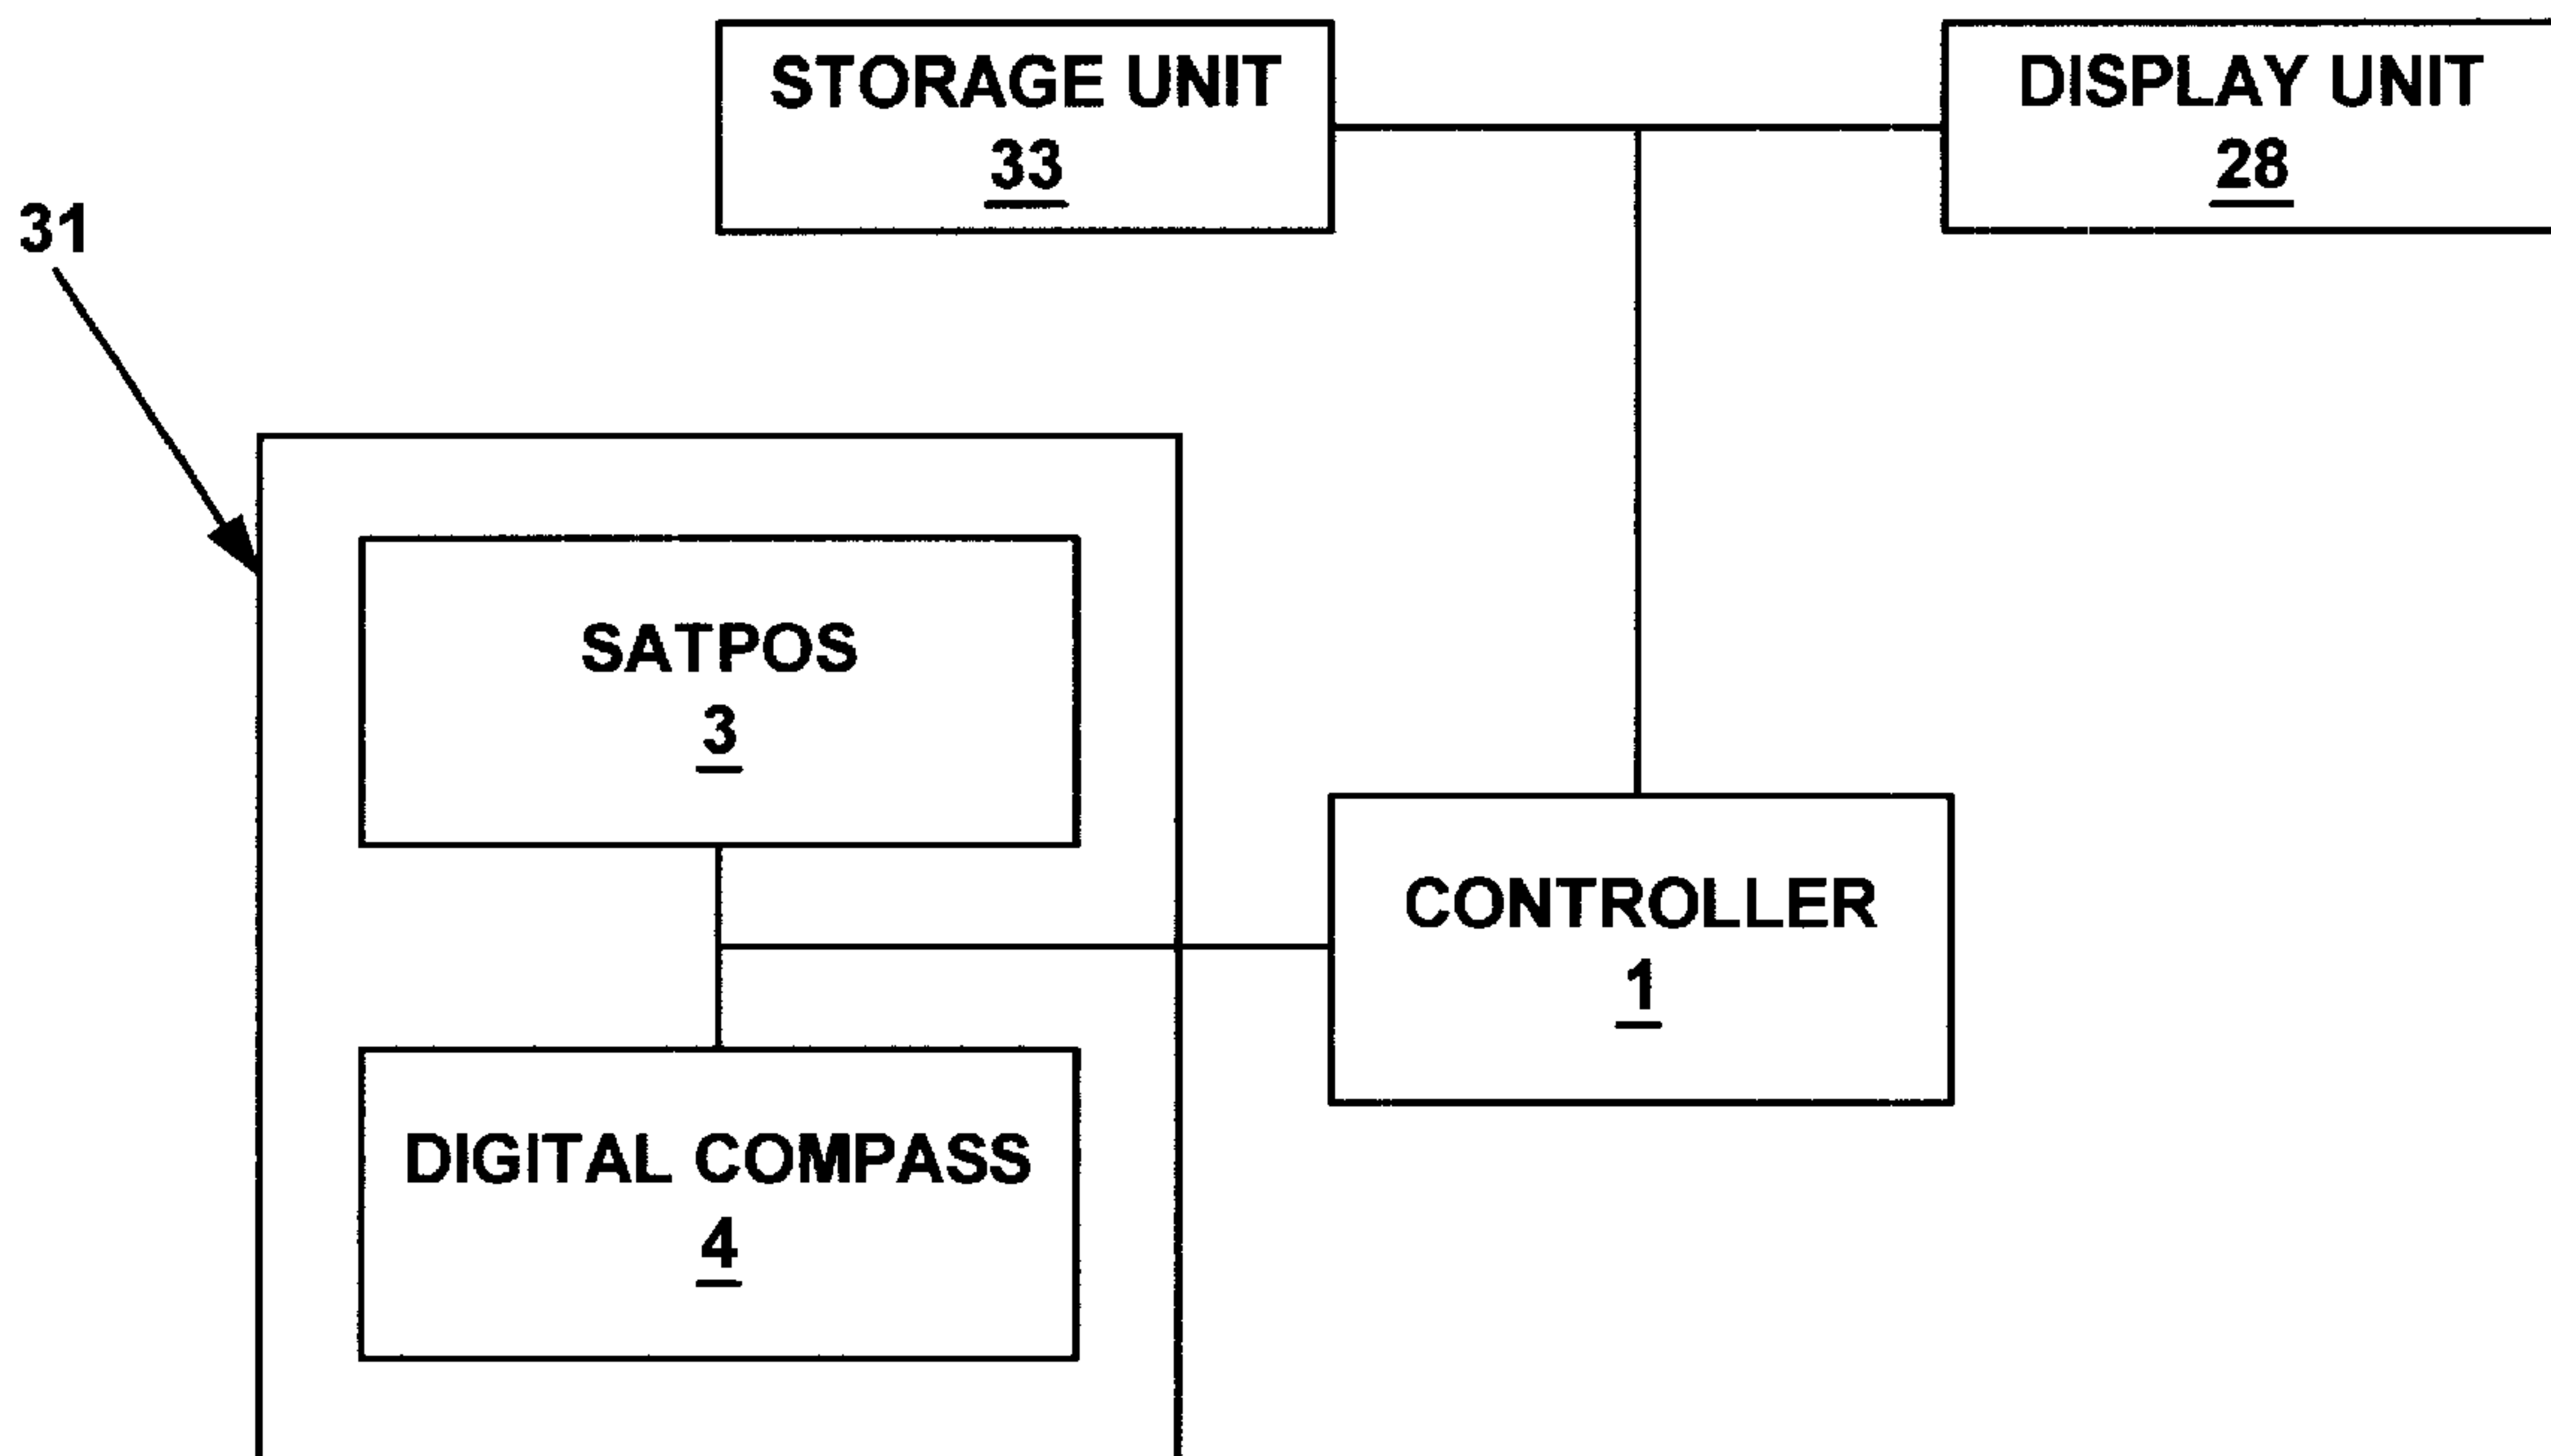 STORAGE UNIT
33
DISPLAY UNIT
28
31
SATPOS
3
CONTROLLER
1
DIGITAL COMPASS
4